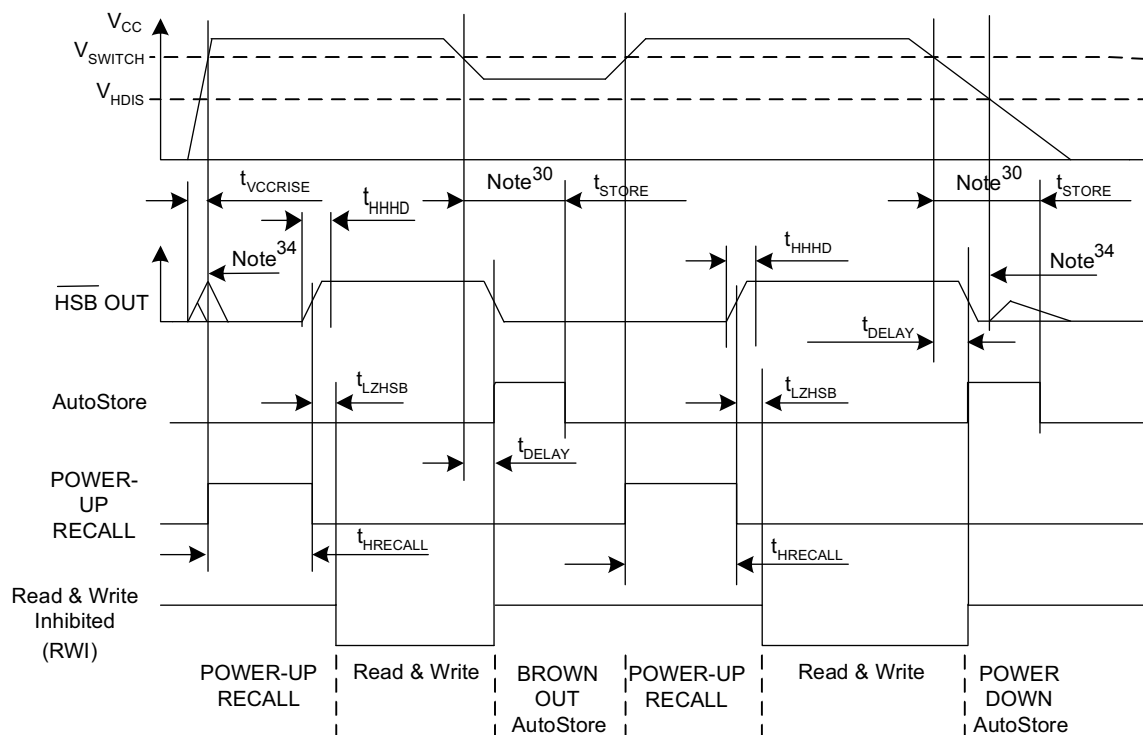 VCC
VSWITCH
VHDIS
tVCCRISE
Note30
tSTORE
Note30
tSTORE
tHHHD
tHHHD
Note34
Note34
HSB OUT
tDELAY
tLZHSB
tLZHSB
AutoStore
tDELAY
POWER-
UP
RECALL
tHRECALL
tHRECALL
Read & Write
Inhibited
(RWI)
POWER-UP
RECALL
Read & Write
BROWN
OUT
AutoStore
POWER-UP
RECALL
Read & Write
POWER
DOWN
AutoStore